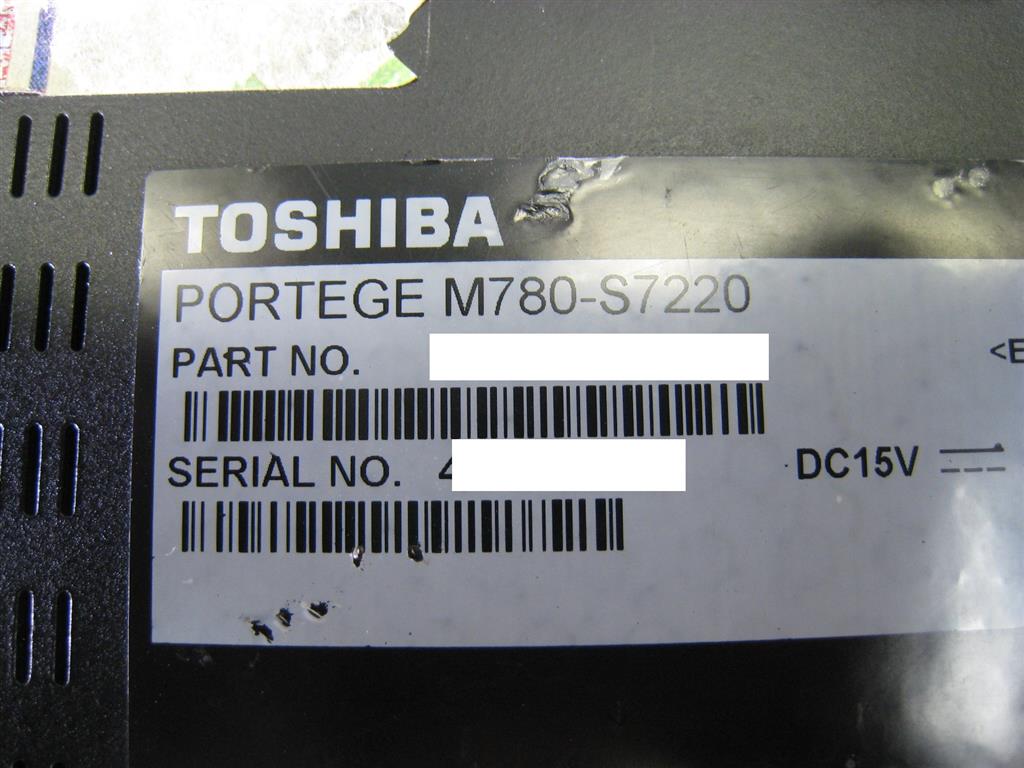 TOSHIBA
PORTEGE M780-S7220
PART NO.
<E
SERIAL NO. 4
DC15V